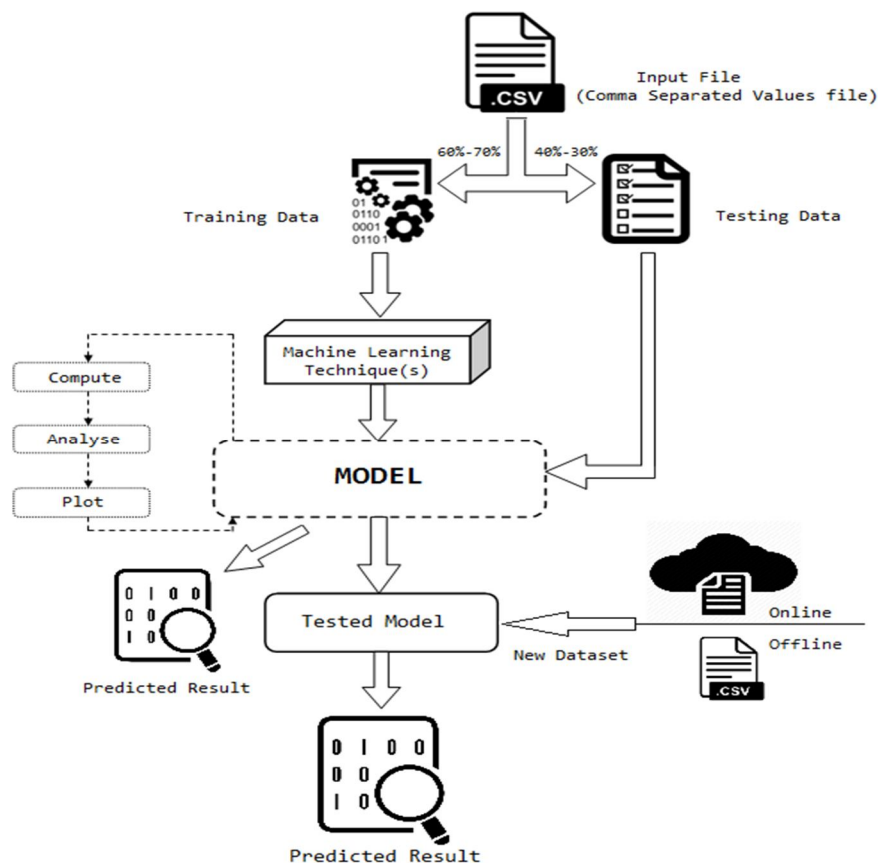 .CSV
Input File
(Comma Separated Values file)
60%-70%
40%-30%
01
0110
0001
0110 1
Training Data
Testing Data
Machine Learning
Technique(s)
Compute
Analyse
Plot
MODEL
0 1 0 0
0 0
1 0
Predicted Result
Tested Model
New Dataset
Online
Offline
.CSV
0 1 0 0
0 0
1 0
Predicted Result